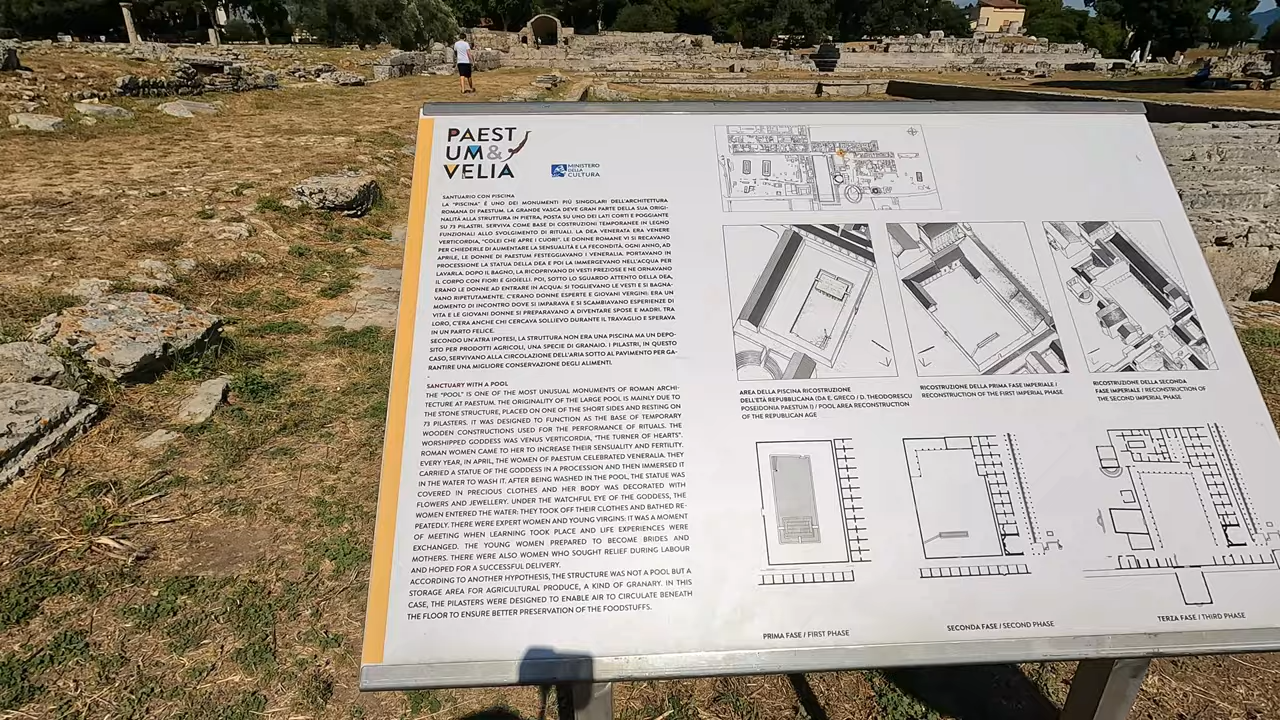 PAEST
UM&
VELIA
MINISTERO
DELLA
CULTURA
SANTUARIO CON PISCINA
LA "PISCINA" È UNO DEI MONUMENTI PIÙ SINGOLARI DELL'ARCHITETTURA
ROMANA DI PAESTUM. LA GRANDE VASCA DEVE GRAN PARTE DELLA SUA ORIGI-
NALITÀ ALLA STRUTTURA IN PIETRA, POSTA SU UNO DEI LATI CORTI E POGGIANTE
SU 73 PILASTRI. SERVIVA COME BASE DI COSTRUZIONI TEMPORANEE IN LEGNO
FUNZIONALI ALLO SVOLGIMENTO DI RITUALI. LA DEA VENERATA ERA VENERE
VERTICORDIA, "COLEI CHE APRE I CUORI". LE DONNE ROMANE VI SI RECAVANO
PER CHIEDERLE DI AUMENTARE LA SENSUALITÀ E LA FECONDITÀ. OGNI ANNO, AD
APRILE, LE DONNE DI PAESTUM FESTEGGIAVANO I VENERALIA. PORTAVANO IN
PROCESSIONE LA STATUA DELLA DEA E POI LA IMMERGEVANO NELL'ACQUA PER
LAVARLA. DOPO IL BAGNO, LA RICOPRIVANO DI VESTI PREZIOSE E NE ORNAVANO
IL CORPO CON FIORI E GIOIELLI. POI, SOTTO LO SGUARDO ATTENTO DELLA DEA,
ERANO LE DONNE AD ENTRARE IN ACQUA: SI TOGLIEVANO LE VESTI E SI BAGNA-
VANO RIPETUTAMENTE. C'ERANO DONNE ESPERTE E GIOVANI VERGINI: ERA UN
MOMENTO DI INCONTRO DOVE SI IMPARAVA E SI SCAMBIAVANO ESPERIENZE DI
VITA E LE GIOVANI DONNE SI PREPARAVANO A DIVENTARE SPOSE E MADRI. TRA
LORO, C'ERA ANCHE CHI CERCAVA SOLLIEVO DURANTE IL TRAVAGLIO E SPERAVA
IN UN PARTO FELICE.
SECONDO UN'ATRA IPOTESI, LA STRUTTURA NON ERA UNA PISCINA MA UN DEPO-
SITO PER PRODOTTI AGRICOLI, UNA SPECIE DI GRANAIO. I PILASTRI, IN QUESTO
CASO, SERVIVANO ALLA CIRCOLAZIONE DELL'ARIA SOTTO AL PAVIMENTO PER GA-
RANTIRE UNA MIGLIORE CONSERVAZIONE DEGLI ALIMENTI.
SANCTUARY WITH A POOL
THE "POOL" IS ONE OF THE MOST UNUSUAL MONUMENTS OF ROMAN ARCHI-
TECTURE AT PAESTUM. THE ORIGINALITY OF THE LARGE POOL IS MAINLY DUE TO
THE STONE STRUCTURE, PLACED ON ONE OF THE SHORT SIDES AND RESTING ON
73 PILASTERS. IT WAS DESIGNED TO FUNCTION AS THE BASE OF TEMPORARY
WOODEN CONSTRUCTIONS USED FOR THE PERFORMANCE OF RITUALS. THE
WORSHIPPED GODDESS WAS VENUS VERTICORDIA, "THE TURNER OF HEARTS".
ROMAN WOMEN CAME TO HER TO INCREASE THEIR SENSUALITY AND FERTILITY.
EVERY YEAR, IN APRIL, THE WOMEN OF PAESTUM CELEBRATED VENERALIA. THEY
CARRIED A STATUE OF THE GODDESS IN A PROCESSION AND THEN IMMERSED IT
IN THE WATER TO WASH IT. AFTER BEING WASHED IN THE POOL, THE STATUE WAS
COVERED IN PRECIOUS CLOTHES AND HER BODY WAS DECORATED WITH
FLOWERS AND JEWELLERY. UNDER THE WATCHFUL EYE OF THE GODDESS, THE
WOMEN ENTERED THE WATER: THEY TOOK OFF THEIR CLOTHES AND BATHED RE-
PEATEDLY. THERE WERE EXPERT WOMEN AND YOUNG VIRGINS: IT WAS A MOMENT
OF MEETING WHEN LEARNING TOOK PLACE AND LIFE EXPERIENCES WERE
EXCHANGED. THE YOUNG WOMEN PREPARED TO BECOME BRIDES AND
MOTHERS. THERE WERE ALSO WOMEN WHO SOUGHT RELIEF DURING LABOUR
AND HOPED FOR A SUCCESSFUL DELIVERY.
ACCORDING TO ANOTHER HYPOTHESIS, THE STRUCTURE WAS NOT A POOL BUT A
STORAGE AREA FOR AGRICULTURAL PRODUCE, A KIND OF GRANARY. IN THIS
CASE, THE PILASTERS WERE DESIGNED TO ENABLE AIR TO CIRCULATE BENEATH
THE FLOOR TO ENSURE BETTER PRESERVATION OF THE FOODSTUFFS.
AREA DELLA PISCINA RICOSTRUZIONE
DELL'ETÀ REPUBBLICANA (DA E. GRECO / D. THEODORESCU
POSEIDONIA PAESTUM I) / POOL AREA RECONSTRUCTION
OF THE REPUBLICAN AGE
RICOSTRUZIONE DELLA PRIMA FASE IMPERIALE /
RECONSTRUCTION OF THE FIRST IMPERIAL PHASE
RICOSTRUZIONE DELLA SECONDA
FASE IMPERIALE / RECONSTRUCTION OF
THE SECOND IMPERIAL PHASE
PRIMA FASE / FIRST PHASE
SECONDA FASE / SECOND PHASE
TERZA FASE / THIRD PHASE